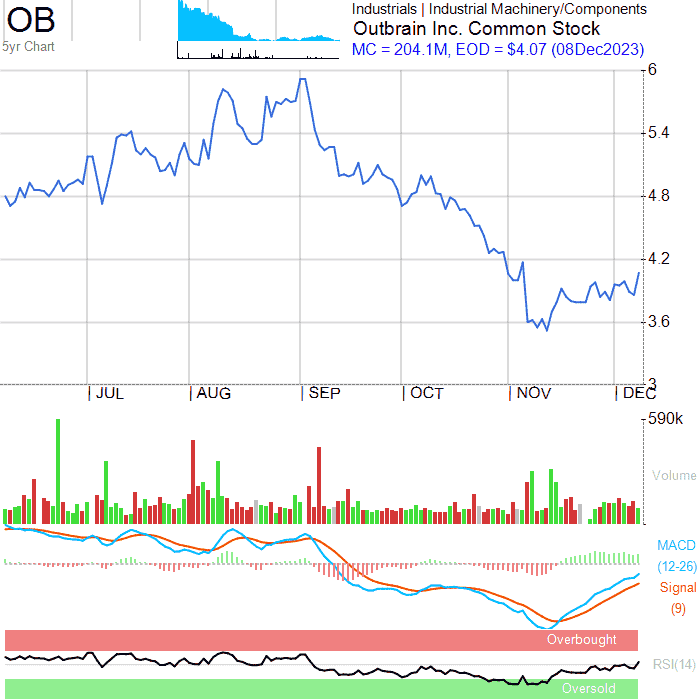 OB
5yr Chart
Industrials | Industrial Machinery/Components
Outbrain Inc. Common Stock
MC = 204.1M, EOD = $4.07 (08Dec2023)
6
5.4
4.8
4.2
3.6
3
JUL AUG SEP OCT NOV DEC
590k
Volume
MACD
(12-26)
Signal
(9)
Overbought
RSI(14)
Oversold